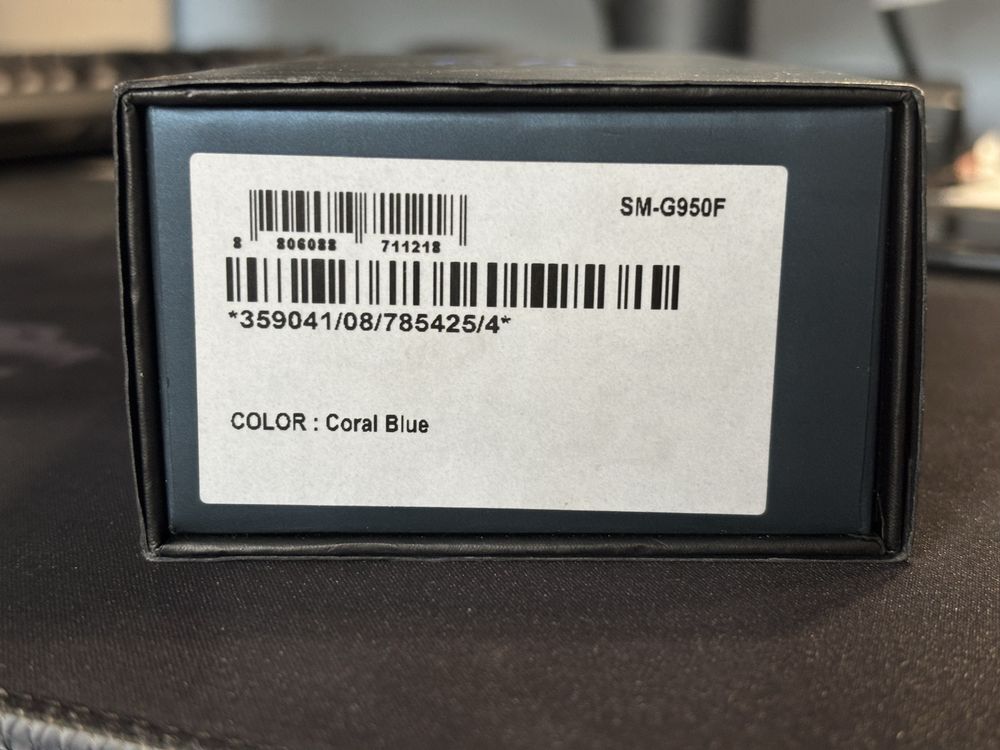 SM-G950F
8 806088 711218
*359041/08/785425/4*
COLOR : Coral Blue